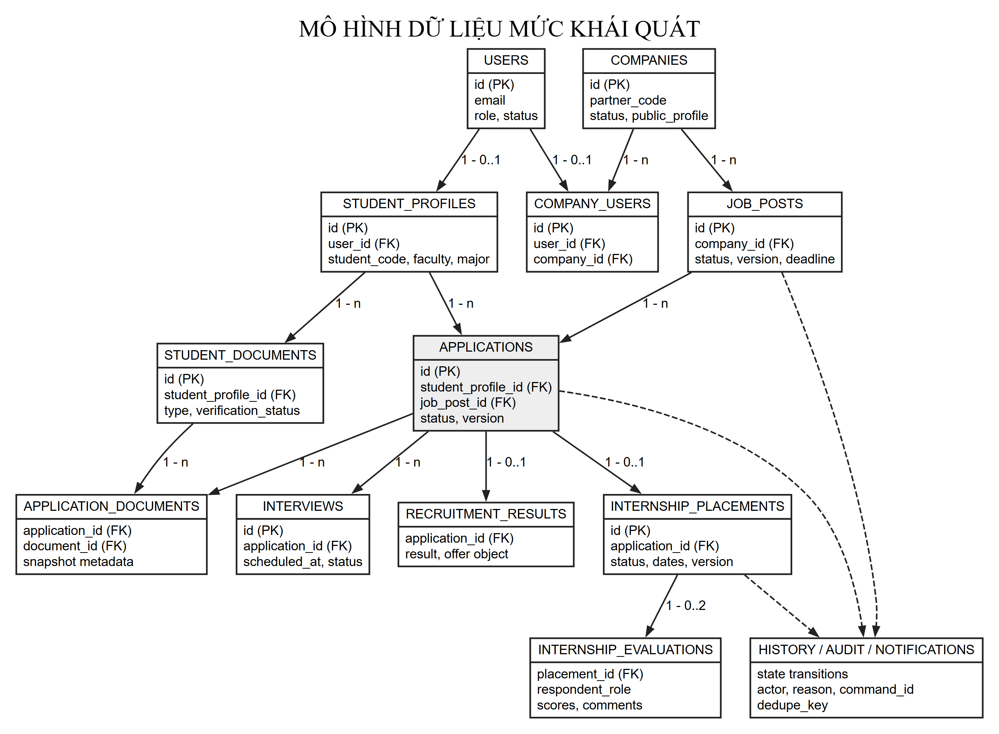 MÔ HÌNH DỮ LIỆU MỨC KHÁI QUÁT
USERS
id (PK)
email
role, status
COMPANIES
id (PK)
partner_code
status, public_profile
1 - 0..1
1 - 0..1
1 - n
1 - n
STUDENT_PROFILES
id (PK)
user_id (FK)
student_code, faculty, major
COMPANY_USERS
id (PK)
user_id (FK)
company_id (FK)
JOB_POSTS
id (PK)
company_id (FK)
status, version, deadline
1 - n
1 - n
1 - n
STUDENT_DOCUMENTS
id (PK)
student_profile_id (FK)
type, verification_status
APPLICATIONS
id (PK)
student_profile_id (FK)
job_post_id (FK)
status, version
1 - n
1 - n
1 - n
1 - 0..1
1 - 0..1
APPLICATION_DOCUMENTS
application_id (FK)
document_id (FK)
snapshot metadata
INTERVIEWS
id (PK)
application_id (FK)
scheduled_at, status
RECRUITMENT_RESULTS
application_id (FK)
result, offer object
INTERNSHIP_PLACEMENTS
id (PK)
application_id (FK)
status, dates, version
1 - 0..2
INTERNSHIP_EVALUATIONS
placement_id (FK)
respondent_role
scores, comments
HISTORY / AUDIT / NOTIFICATIONS
state transitions
actor, reason, command_id
dedupe_key